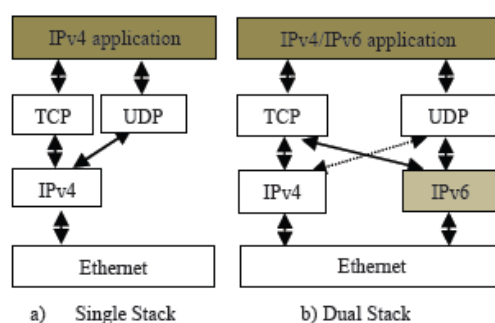 IPv4 application
TCP
UDP
IPv4
Ethernet
a) Single Stack
IPv4/IPv6 application
TCP
UDP
IPv4
IPv6
Ethernet
b) Dual Stack